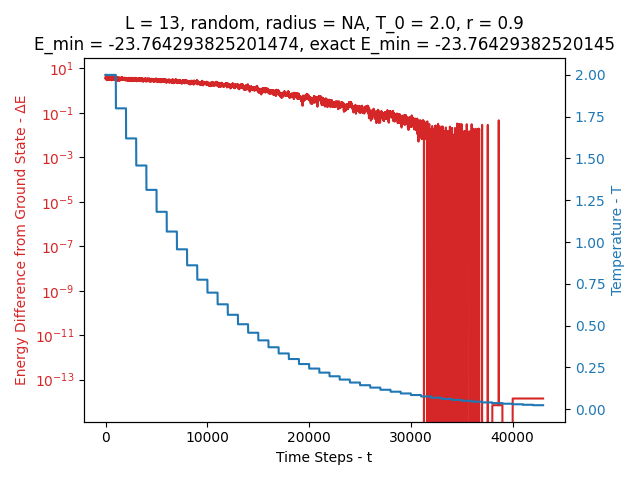 L = 13, random, radius = NA, T_0 = 2.0, r = 0.9
E_min = -23.764293825201474, exact E_min = -23.76429382520145
10¹
10⁻¹
10⁻³
10⁻⁵
10⁻⁷
10⁻⁹
10⁻¹¹
10⁻¹³
Energy Difference from Ground State - ΔE
2.00
1.75
1.50
1.25
1.00
0.75
0.50
0.25
0.00
Temperature - T
0 10000 20000 30000 40000
Time Steps - t